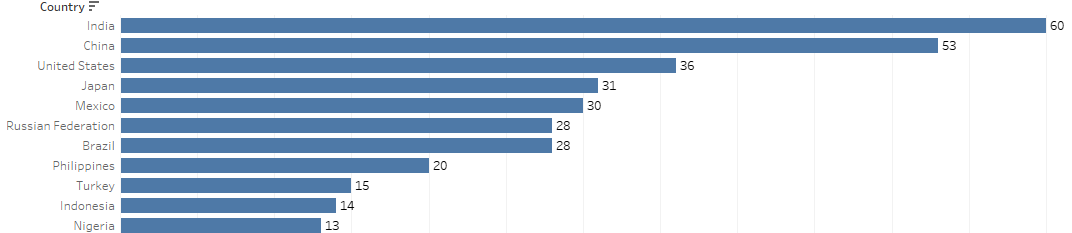 Country
India 60
China 53
United States 36
Japan 31
Mexico 30
Russian Federation 28
Brazil 28
Philippines 20
Turkey 15
Indonesia 14
Nigeria 13